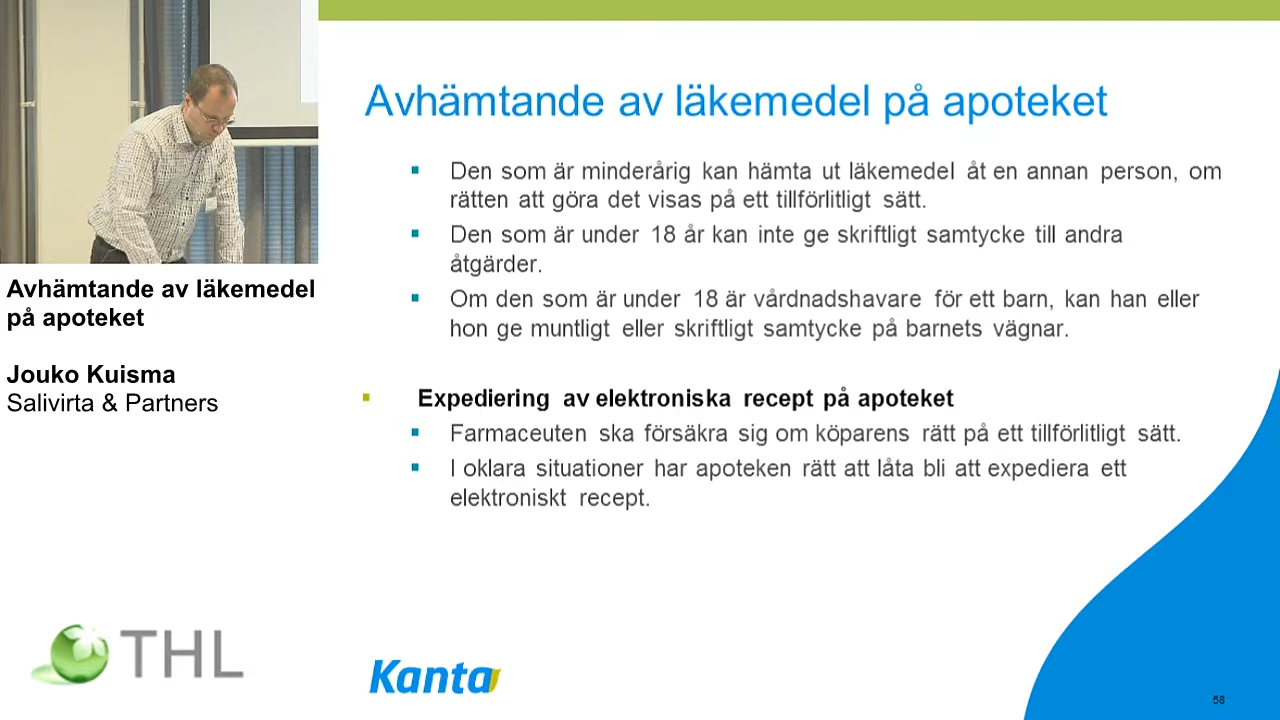 Avhämtande av läkemedel på apoteket
Den som är minderårig kan hämta ut läkemedel åt en annan person, om
rätten att göra det visas på ett tillförlitligt sätt.
Den som är under 18 år kan inte ge skriftligt samtycke till andra
åtgärder.
Om den som är under 18 är vårdnadshavare för ett barn, kan han eller
hon ge muntligt eller skriftligt samtycke på barnets vägnar.
Expediering av elektroniska recept på apoteket
Farmaceuten ska försäkra sig om köparens rätt på ett tillförlitligt sätt.
I oklara situationer har apoteken rätt att låta bli att expediera ett
elektroniskt recept.
Avhämtande av läkemedel
på apoteket
Jouko Kuisma
Salivirta & Partners
THL
Kanta
58